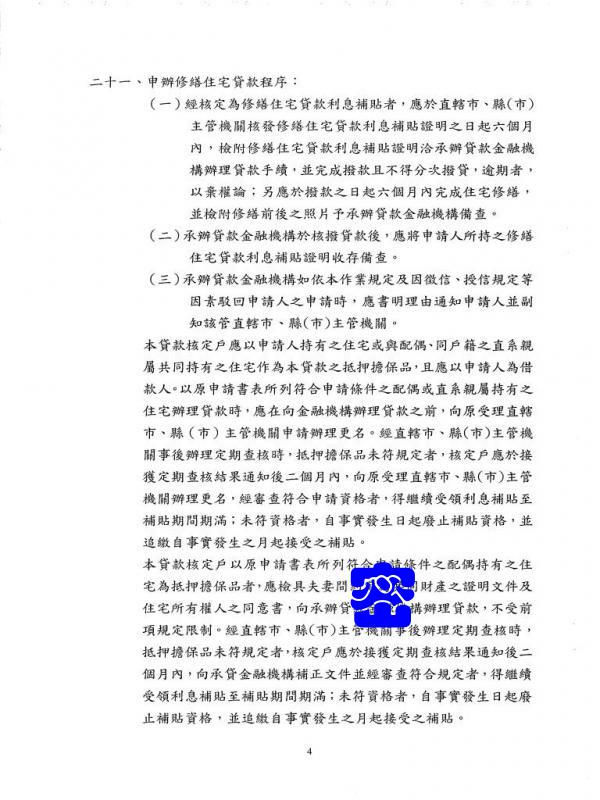 二十一、申辦修繕住宅貸款程序：
（一）經核定為修繕住宅貸款利息補貼者，應於直轄市、縣(市)
主管機關核發修繕住宅貸款利息補貼證明之日起六個月
內，檢附修繕住宅貸款利息補貼證明洽承辦貸款金融機
構辦理貸款手續，並完成撥款且不得分次撥貸，逾期者，
以棄權論；另應於撥款之日起六個月內完成住宅修繕，
並檢附修繕前後之照片予承辦貸款金融機構備查。
（二）承辦貸款金融機構於核撥貸款後，應將申請人所持之修繕
住宅貸款利息補貼證明收存備查。
（三）承辦貸款金融機構如依本作業規定及因徵信、授信規定等
因素駁回申請人之申請時，應書明理由通知申請人並副
知該管直轄市、縣(市)主管機關。
本貸款核定戶應以申請人持有之住宅或與配偶、同戶籍之直系親
屬共同持有之住宅作為本貸款之抵押擔保品，且應以申請人為借
款人。以原申請書表所列符合申請條件之配偶或直系親屬持有之
住宅辦理貸款時，應在向金融機構辦理貸款之前，向原受理直轄
市、縣（市）主管機關申請辦理更名。經直轄市、縣(市)主管機
關事後辦理定期查核時，抵押擔保品未符規定者，核定戶應於接
獲定期查核結果通知後二個月內，向原受理直轄市、縣(市)主管
機關辦理更名，經審查符合申請資格者，得繼續受領利息補貼至
補貼期間期滿；未符資格者，自事實發生日起廢止補貼資格，並
追繳自事實發生之月起接受之補貼。
本貸款核定戶以原申請書表所列符合申請條件之配偶持有之住
宅為抵押擔保品者，應檢具夫妻間財產之證明文件及
住宅所有權人之同意書，向承辦貸構辦理貸款，不受前
項規定限制。經直轄市、縣(市)主管機關事後辦理定期查核時，
抵押擔保品未符規定者，核定戶應於接獲定期查核結果通知後二
個月內，向承貸金融機構補正文件並經審查符合規定者，得繼續
受領利息補貼至補貼期間期滿；未符資格者，自事實發生日起廢
止補貼資格，並追繳自事實發生之月起接受之補貼。
4